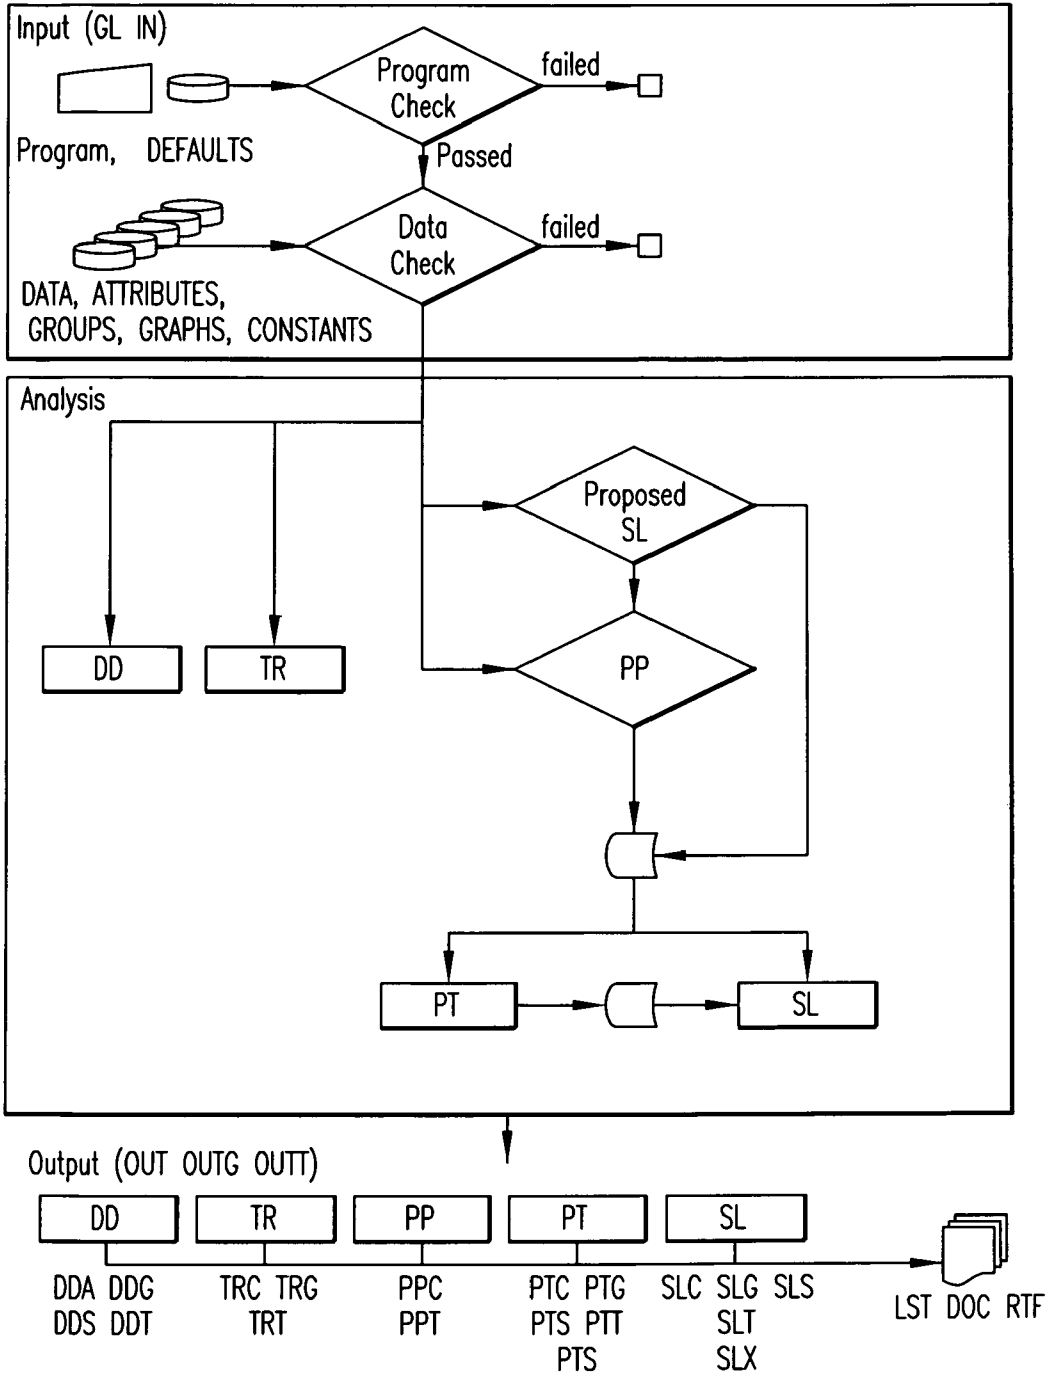 Input (GL IN)
Program
Check
failed
Program, DEFAULTS
Passed
Data
Check
failed
DATA, ATTRIBUTES,
GROUPS, GRAPHS, CONSTANTS
Analysis
Proposed
SL
PP
DD
TR
PT
SL
Output (OUT OUTG OUTT)
DD
TR
PP
PT
SL
DDA DDG
DDS DDT
TRC TRG
TRT
PPC
PPT
PTC PTG
PTS PTT
PTS
SLC SLG SLS
SLT
SLX
LST DOC RTF